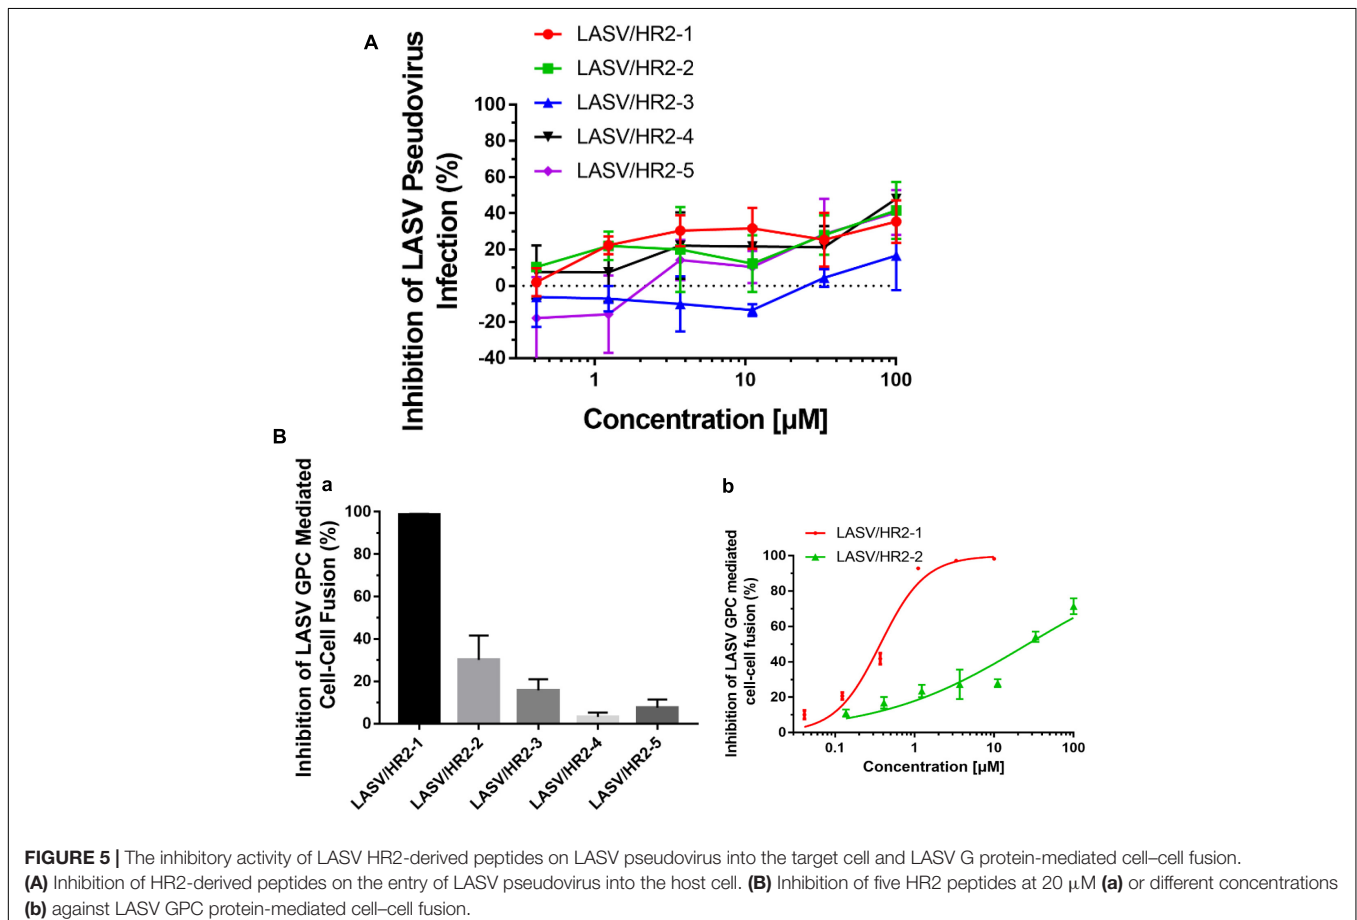 A
LASV/HR2-1
LASV/HR2-2
LASV/HR2-3
LASV/HR2-4
LASV/HR2-5
Inhibition of LASV Pseudovirus
Infection (%)
100
80
60
40
20
0
-20
-40
1
10
100
Concentration [µM]
B
a
Inhibition of LASV GPC Mediated
Cell-Cell Fusion (%)
100
80
60
40
20
0
LASV/HR2-1
LASV/HR2-2
LASV/HR2-3
LASV/HR2-4
LASV/HR2-5
b
LASV/HR2-1
LASV/HR2-2
Inhibition of LASV GPC mediated
cell-cell fusion (%)
100
80
60
40
20
0
0.1
1
10
100
Concentration [µM]
FIGURE 5 | The inhibitory activity of LASV HR2-derived peptides on LASV pseudovirus into the target cell and LASV G protein-mediated cell–cell fusion.
(A) Inhibition of HR2-derived peptides on the entry of LASV pseudovirus into the host cell. (B) Inhibition of five HR2 peptides at 20 µM (a) or different concentrations
(b) against LASV GPC protein-mediated cell–cell fusion.